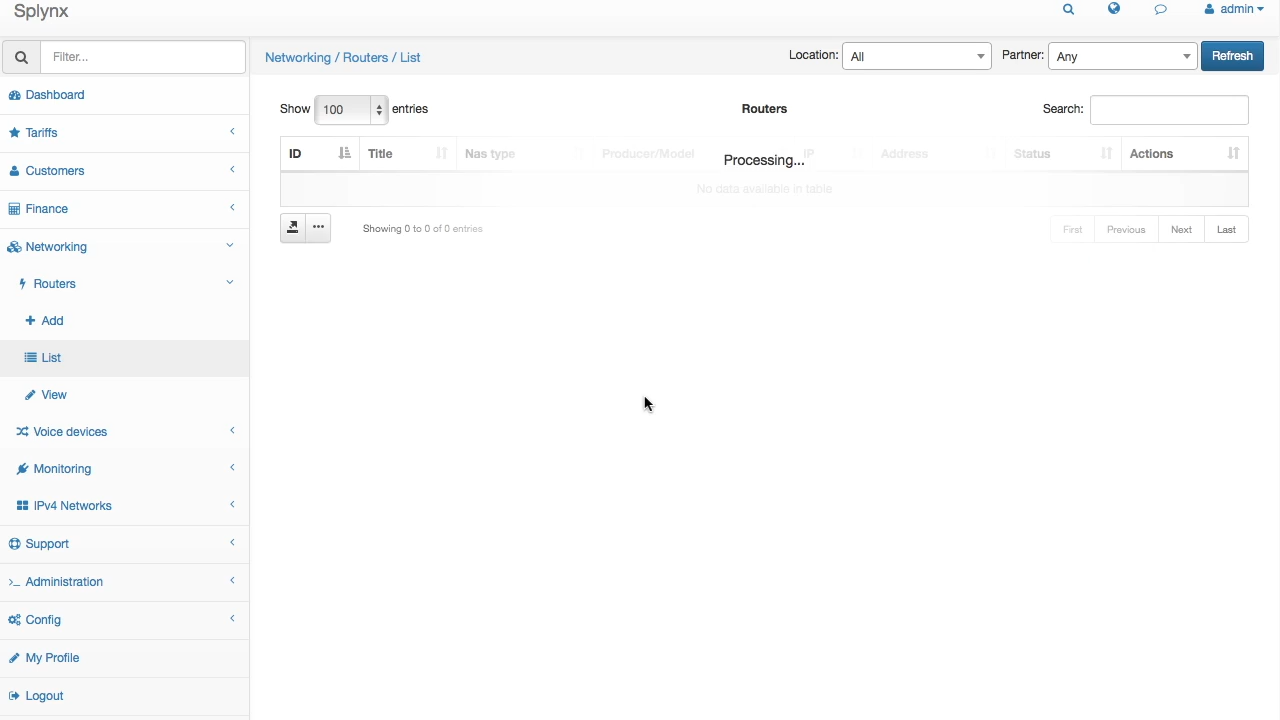 Splynx
admin
Filter...
Networking / Routers / List
Location: All
Partner: Any
Refresh
Dashboard
Tariffs
Customers
Finance
Networking
Routers
Add
List
View
Voice devices
Monitoring
IPv4 Networks
Support
Administration
Config
My Profile
Logout
Show 100 entries
Routers
Search:
ID Title Nas type Producer/Model IP Address Status Actions
Processing...
No data available in table
Showing 0 to 0 of 0 entries
First Previous Next Last